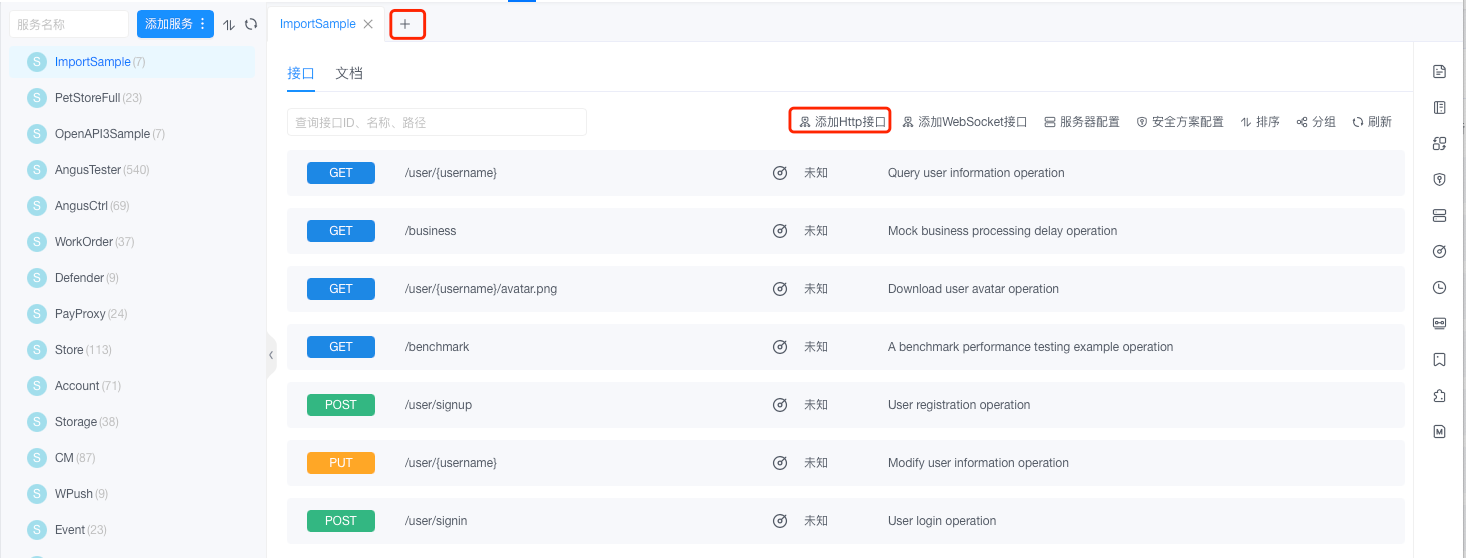 服务名称
添加服务
ImportSample (7)
PetStoreFull (23)
OpenAPI3Sample (7)
AngusTester (540)
AngusCtrl (69)
WorkOrder (37)
Defender (9)
PayProxy (24)
Store (113)
Account (71)
Storage (38)
CM (87)
WPush (9)
Event (23)
ImportSample
接口 文档
查询接口ID、名称、路径
添加Http接口 添加WebSocket接口 服务器配置 安全方案配置 排序 分组 刷新
GET /user/{username} 未知 Query user information operation
GET /business 未知 Mock business processing delay operation
GET /user/{username}/avatar.png 未知 Download user avatar operation
GET /benchmark 未知 A benchmark performance testing example operation
POST /user/signup 未知 User registration operation
PUT /user/{username} 未知 Modify user information operation
POST /user/signin 未知 User login operation